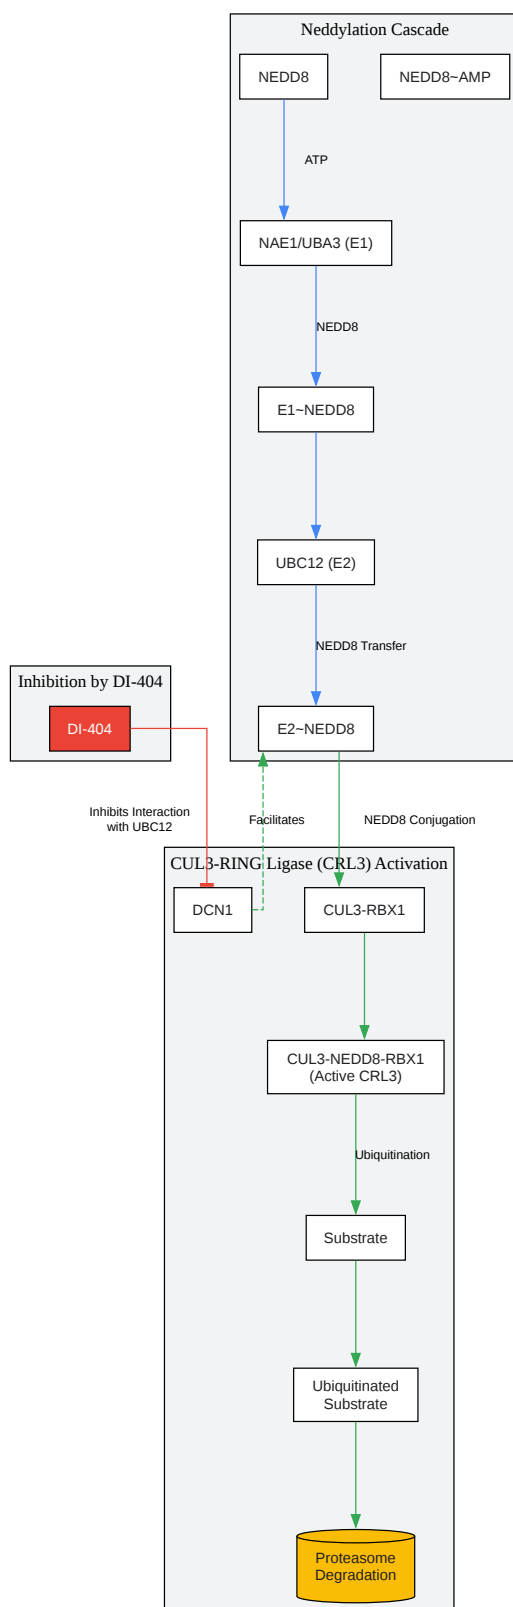 Neddylation Cascade
NEDD8
NEDD8~AMP
ATP
NAE1/UBA3 (E1)
NEDD8
E1~NEDD8
UBC12 (E2)
NEDD8 Transfer
Inhibition by DI-404
DI-404
E2~NEDD8
Inhibits Interaction
with UBC12
Facilitates
NEDD8 Conjugation
CUL3-RING Ligase (CRL3) Activation
DCN1
CUL3-RBX1
CUL3-NEDD8-RBX1
(Active CRL3)
Ubiquitination
Substrate
Ubiquitinated
Substrate
Proteasome
Degradation